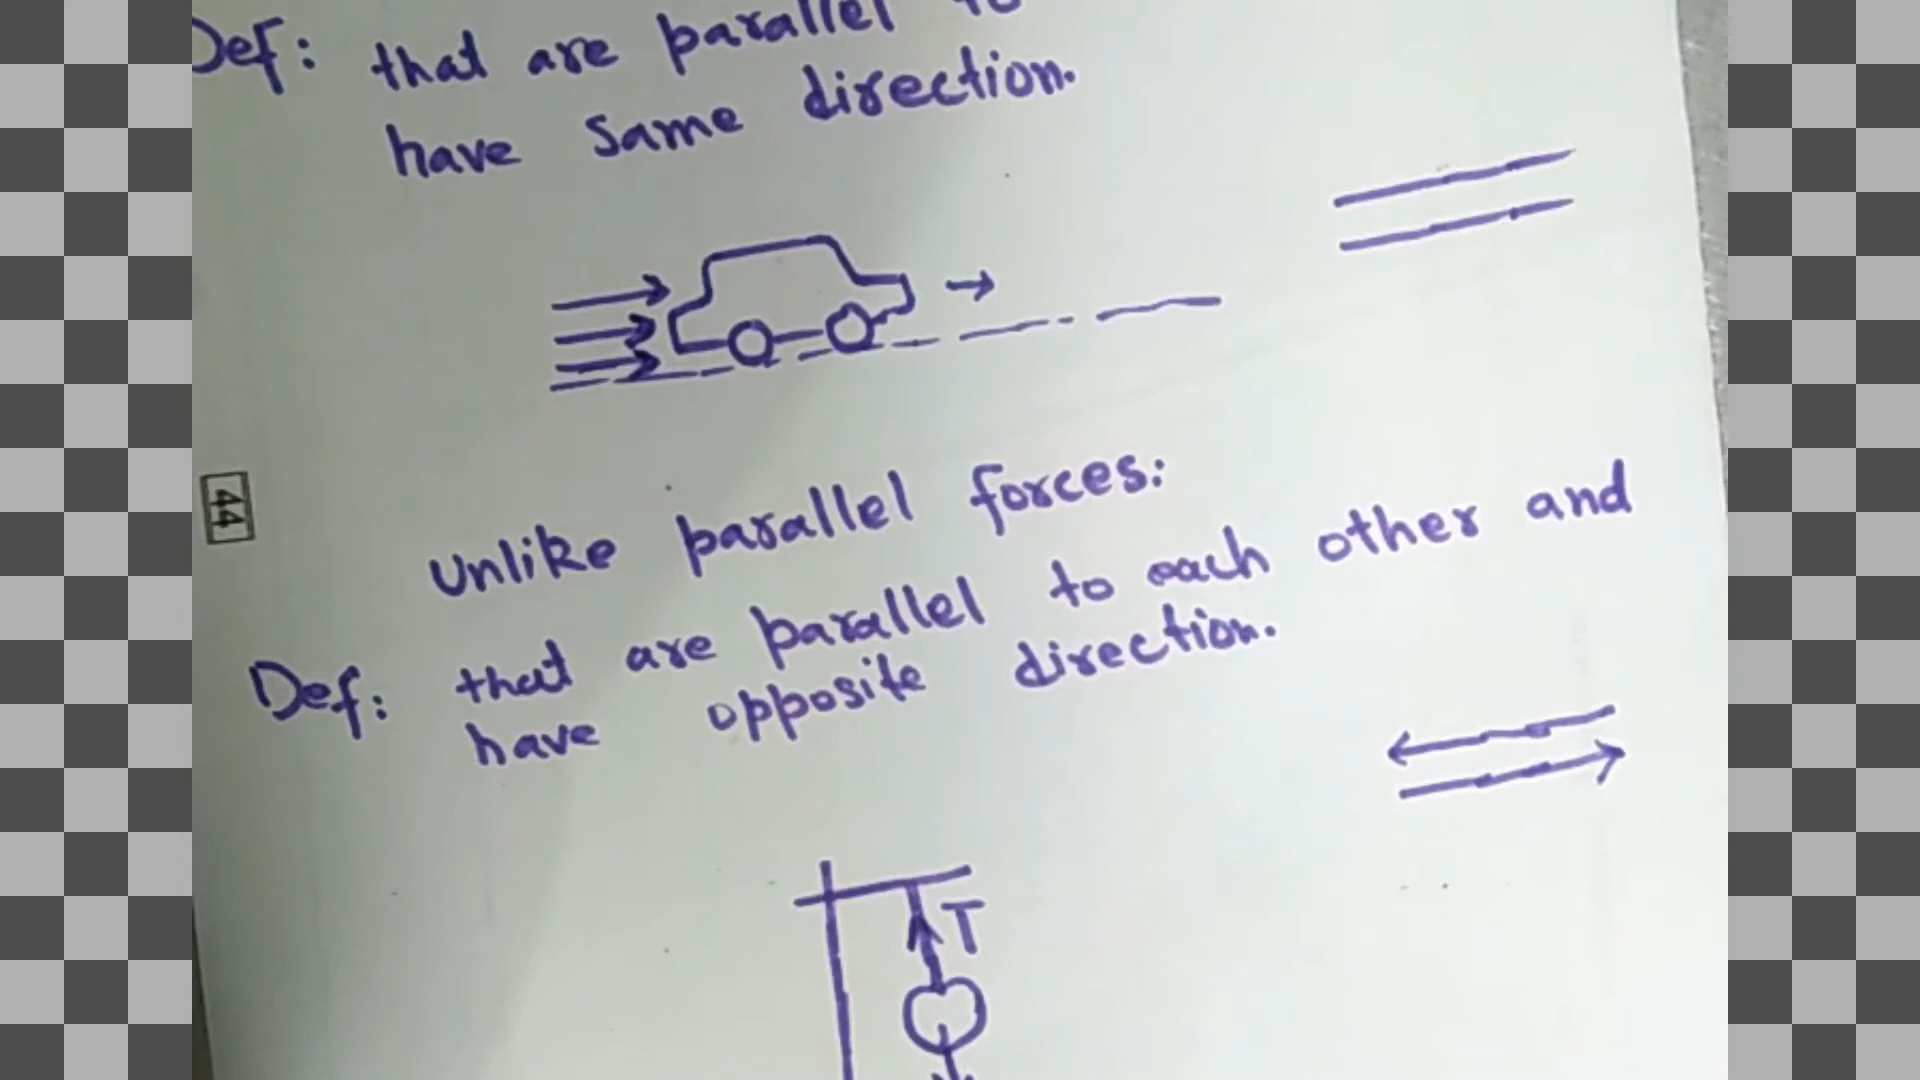 Def: that are parallel to
have same direction.
44
Unlike parallel forces:
Def: that are parallel to each other and
have opposite direction.
T